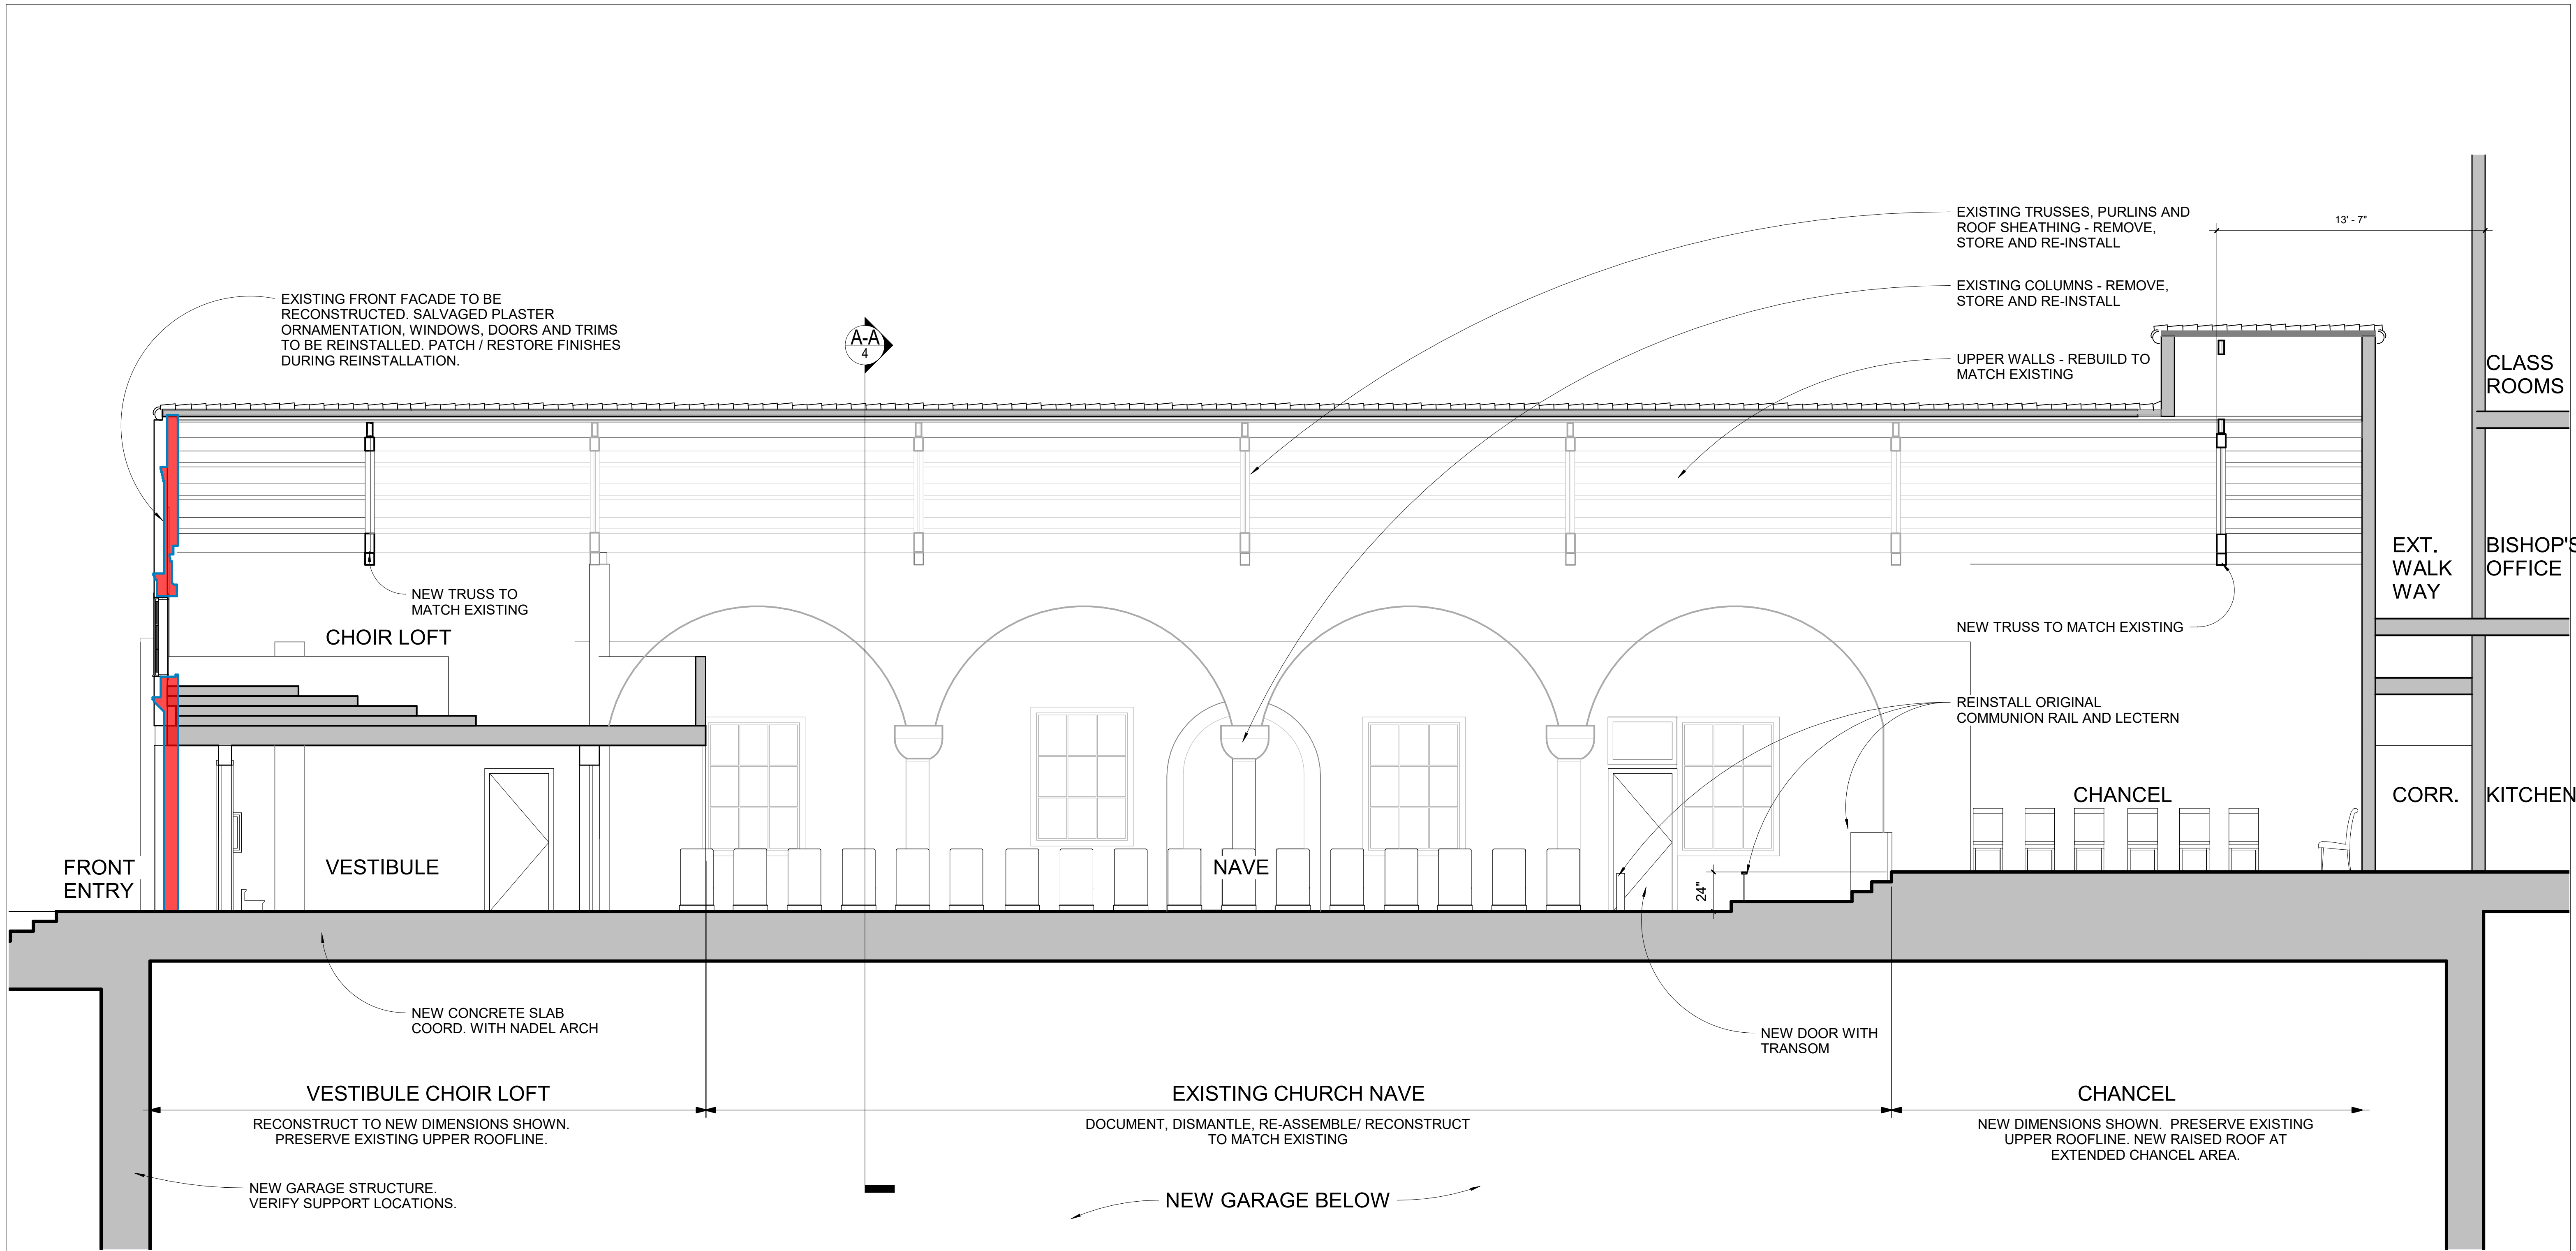 EXISTING TRUSSES, PURLINS AND
ROOF SHEATHING - REMOVE,
STORE AND RE-INSTALL
13' - 7"
EXISTING COLUMNS - REMOVE,
STORE AND RE-INSTALL
EXISTING FRONT FACADE TO BE
RECONSTRUCTED. SALVAGED PLASTER
ORNAMENTATION, WINDOWS, DOORS AND TRIMS
TO BE REINSTALLED. PATCH / RESTORE FINISHES
DURING REINSTALLATION.
A-A
4
UPPER WALLS - REBUILD TO
MATCH EXISTING
CLASS
ROOMS
EXT.
WALK
WAY
BISHOP'S
OFFICE
NEW TRUSS TO
MATCH EXISTING
CHOIR LOFT
NEW TRUSS TO MATCH EXISTING
REINSTALL ORIGINAL
COMMUNION RAIL AND LECTERN
CHANCEL
CORR.
KITCHEN
FRONT
ENTRY
VESTIBULE
NAVE
24"
NEW CONCRETE SLAB
COORD. WITH NADEL ARCH
NEW DOOR WITH
TRANSOM
VESTIBULE CHOIR LOFT
RECONSTRUCT TO NEW DIMENSIONS SHOWN.
PRESERVE EXISTING UPPER ROOFLINE.
EXISTING CHURCH NAVE
DOCUMENT, DISMANTLE, RE-ASSEMBLE/ RECONSTRUCT
TO MATCH EXISTING
CHANCEL
NEW DIMENSIONS SHOWN. PRESERVE EXISTING
UPPER ROOFLINE. NEW RAISED ROOF AT
EXTENDED CHANCEL AREA.
NEW GARAGE STRUCTURE.
VERIFY SUPPORT LOCATIONS.
NEW GARAGE BELOW